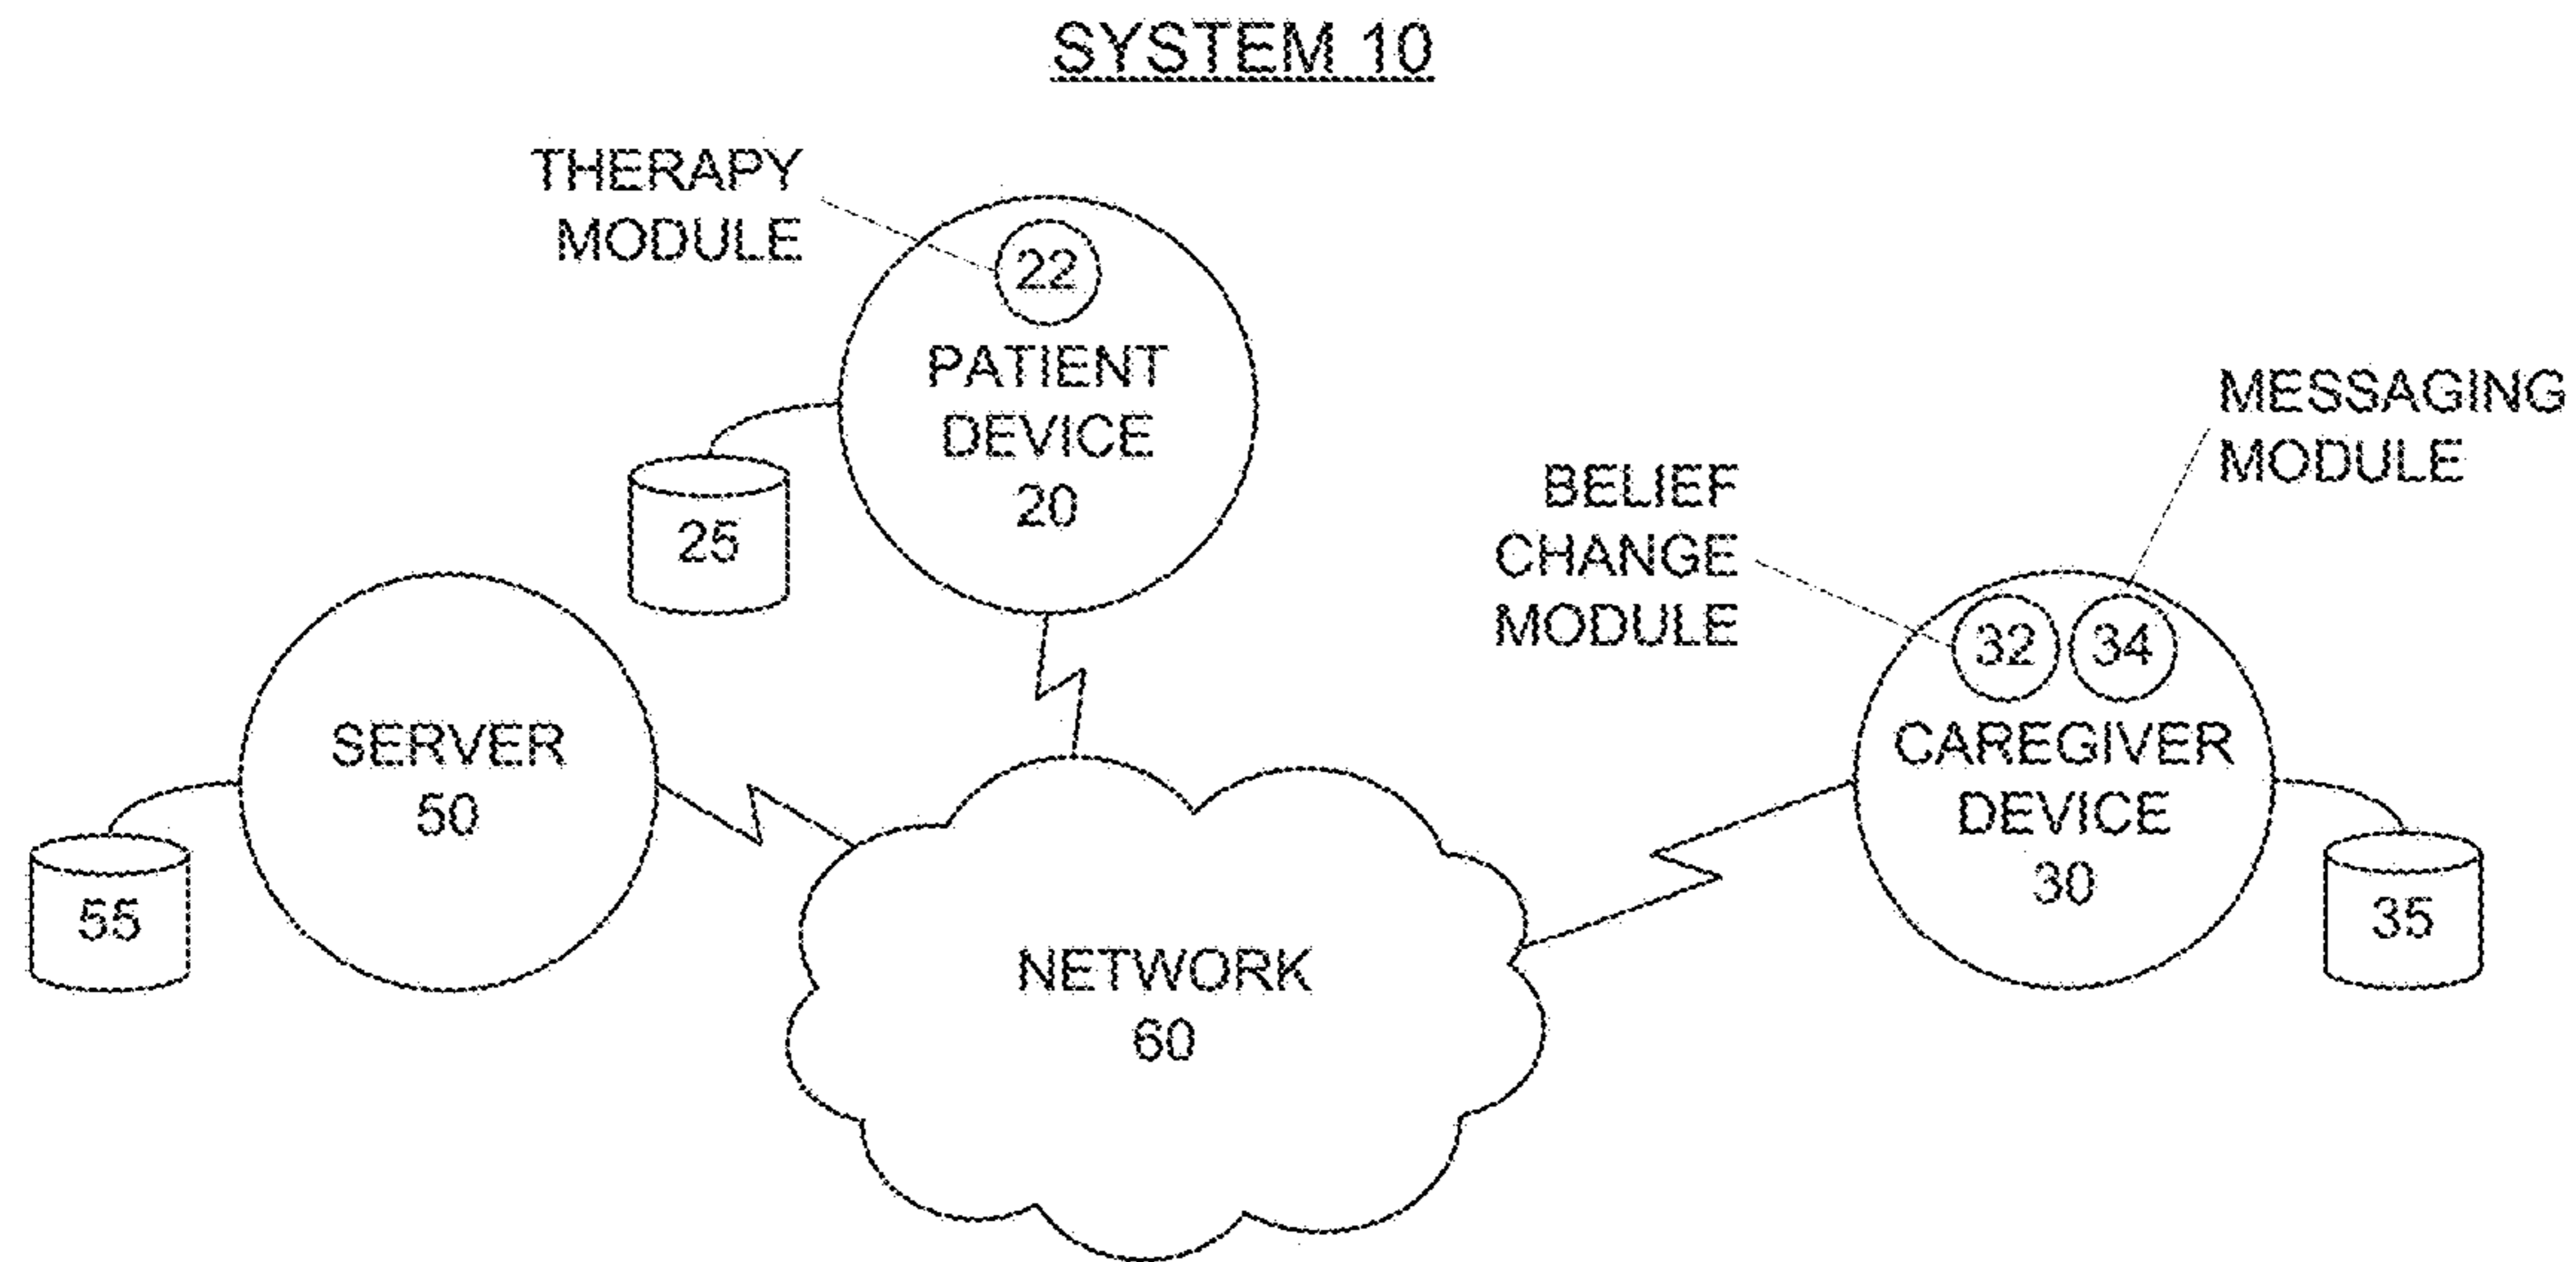 SYSTEM 10
THERAPY
MODULE
22
PATIENT
DEVICE
20
25
MESSAGING
MODULE
BELIEF
CHANGE
MODULE
32 34
CAREGIVER
DEVICE
30
35
SERVER
50
55
NETWORK
60